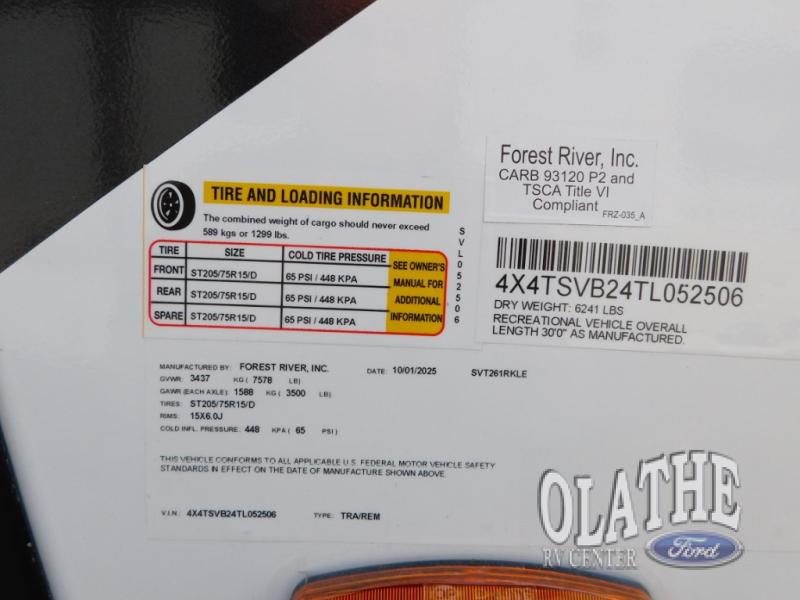 Forest River, Inc.
CARB 93120 P2 and
TSCA Title VI
Compliant
FRZ-035_A
TIRE AND LOADING INFORMATION
The combined weight of cargo should never exceed
589 kgs or 1299 lbs.
TIRE SIZE COLD TIRE PRESSURE SEE OWNER'S
FRONT ST205/75R15/D 65 PSI / 448 KPA MANUAL FOR
REAR ST205/75R15/D 65 PSI / 448 KPA ADDITIONAL
SPARE ST205/75R15/D 65 PSI / 448 KPA INFORMATION
SVL052506
4X4TSVB24TL052506
DRY WEIGHT: 6241 LBS
RECREATIONAL VEHICLE OVERALL
LENGTH 30'0" AS MANUFACTURED.
MANUFACTURED BY: FOREST RIVER, INC. DATE: 10/01/2025 SVT261RKLE
GVWR: 3437 KG ( 7578 LB)
GAWR (EACH AXLE) 1588 KG ( 3500 LB)
TIRES: ST205/75R15/D
RIMS: 15X6.0J
COLD INFL. PRESSURE: 448 KPA ( 65 PSI )
THIS VEHICLE CONFORMS TO ALL APPLICABLE U.S. FEDERAL MOTOR VEHICLE SAFETY
STANDARDS IN EFFECT ON THE DATE OF MANUFACTURE SHOWN ABOVE.
V.I.N.: 4X4TSVB24TL052506 TYPE: TRA/REM
OLATHE
RV CENTER
Ford